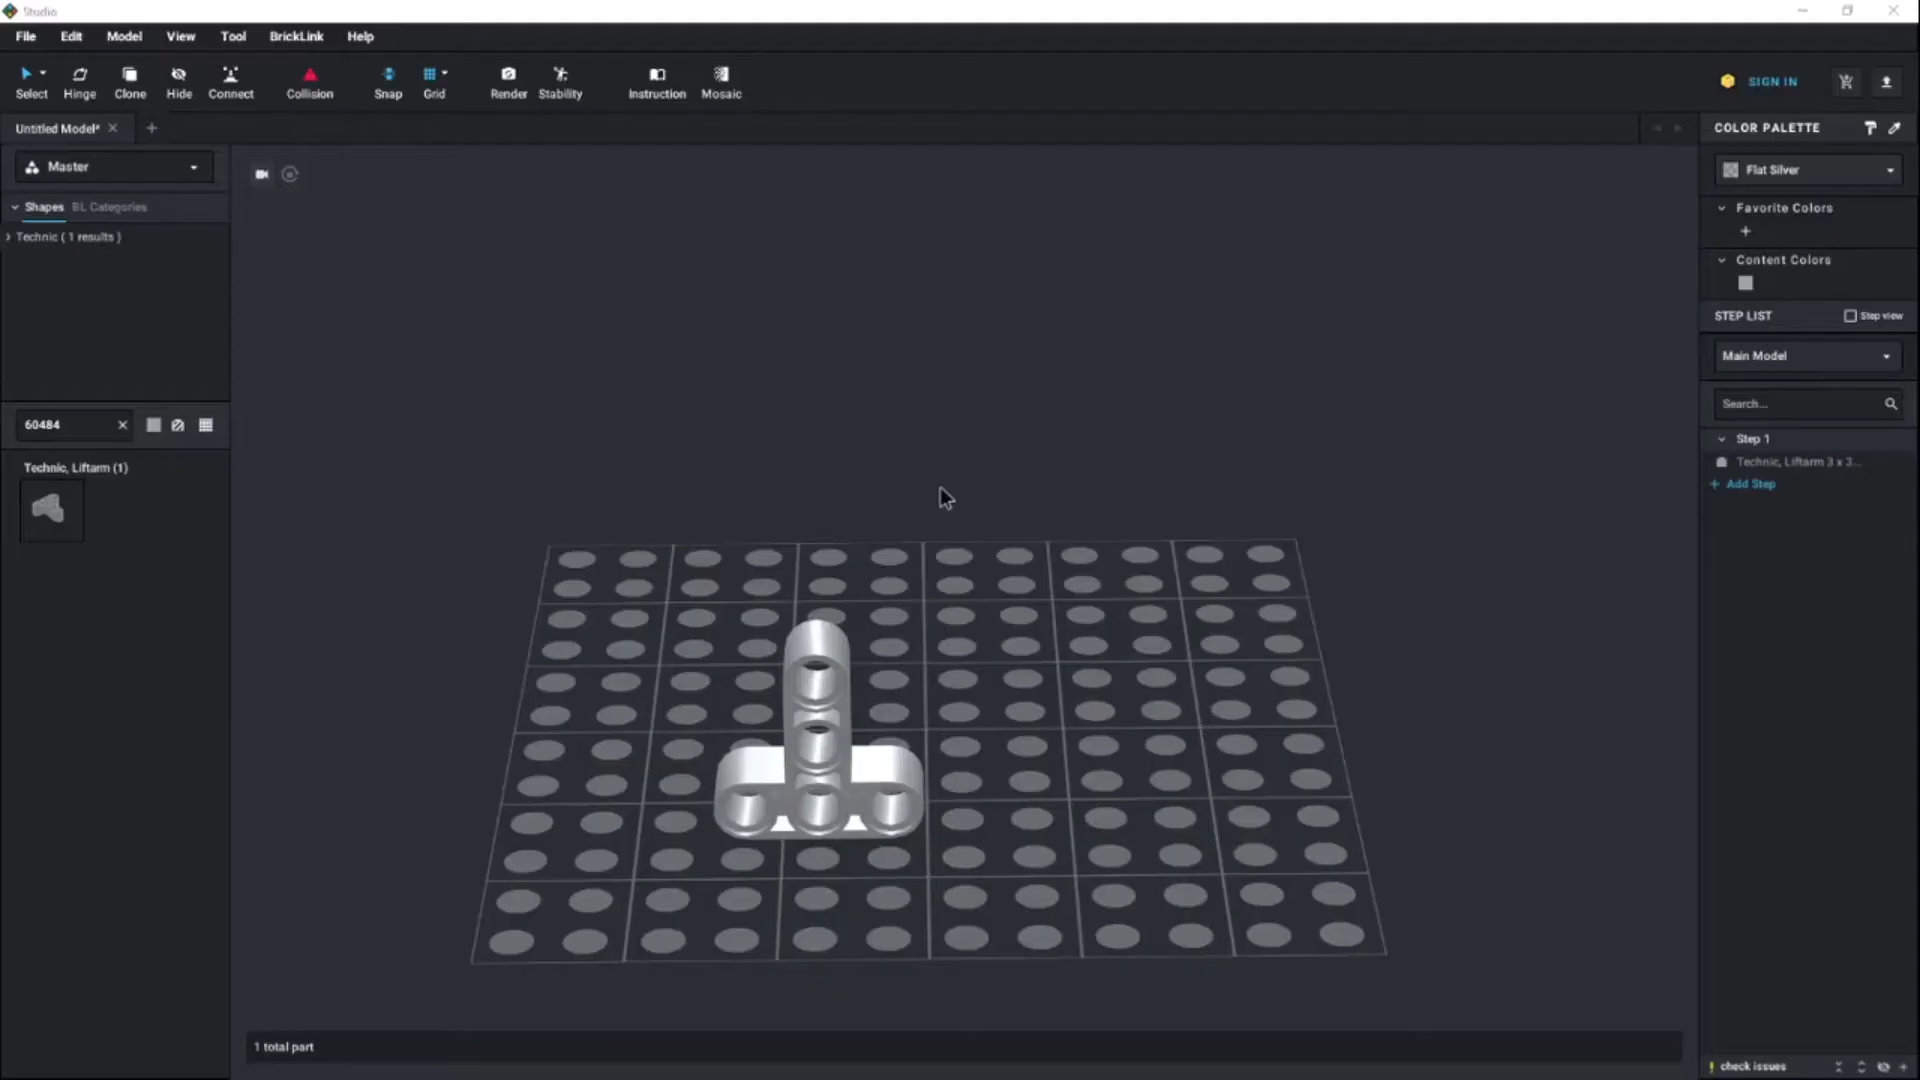 Studio
File Edit Model View Tool BrickLink Help
Select Hinge Clone Hide Connect Collision Snap Grid Render Stability Instruction Mosaic
SIGN IN
Untitled Model*
Master
Shapes BL Categories
Technic ( 1 results )
60484
Technic, Liftarm (1)
1 total part
COLOR PALETTE
Flat Silver
Favorite Colors
Content Colors
STEP LIST Step view
Main Model
Search...
Step 1
Technic, Liftarm 3 x 3...
+ Add Step
check issues